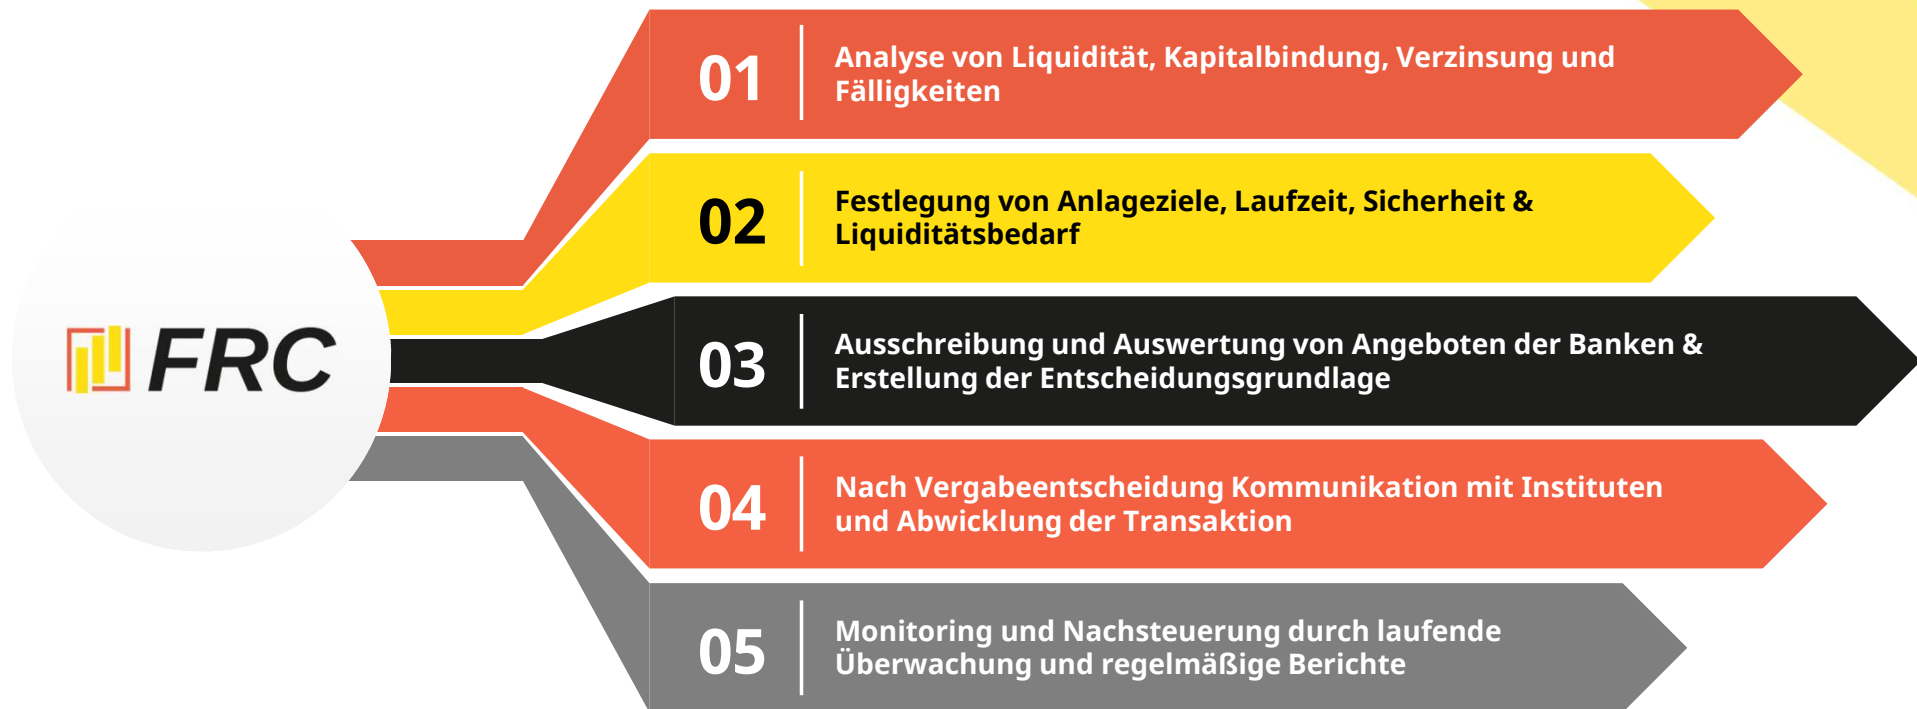 01
Analyse von Liquidität, Kapitalbindung, Verzinsung und
Fälligkeiten
02
Festlegung von Anlageziele, Laufzeit, Sicherheit &
Liquiditätsbedarf
FRC
03
Ausschreibung und Auswertung von Angeboten der Banken &
Erstellung der Entscheidungsgrundlage
04
Nach Vergabeentscheidung Kommunikation mit Instituten
und Abwicklung der Transaktion
05
Monitoring und Nachsteuerung durch laufende
Überwachung und regelmäßige Berichte